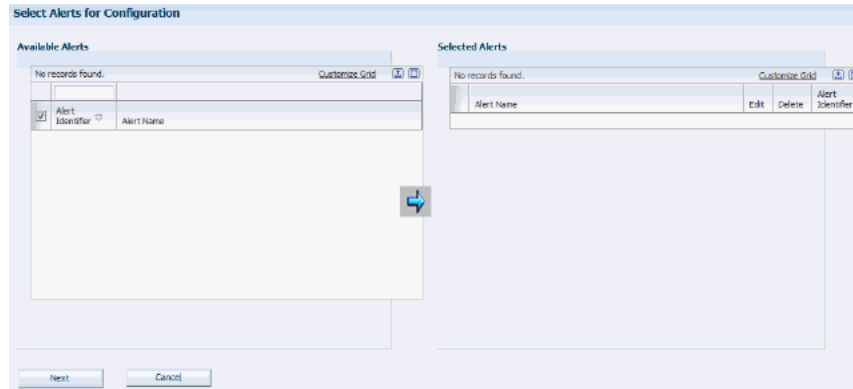 Select Alerts for Configuration
Available Alerts
No records found. Customize Grid
Alert
Identifier
Alert Name
Selected Alerts
No records found. Customize Grid
Alert Name
Edit
Delete
Alert
Identifier
Next
Cancel